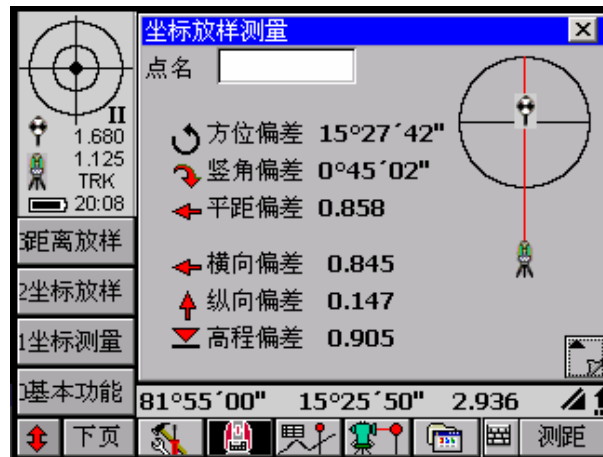 坐标放样测量
点名
II
1.680
1.125
TRK
20:08
方位偏差 15°27´42"
竖角偏差 0°45´02"
平距偏差 0.858
横向偏差 0.845
纵向偏差 0.147
高程偏差 0.905
距离放样
2坐标放样
1坐标测量
基本功能
81°55´00" 15°25´50" 2.936
下页
测距